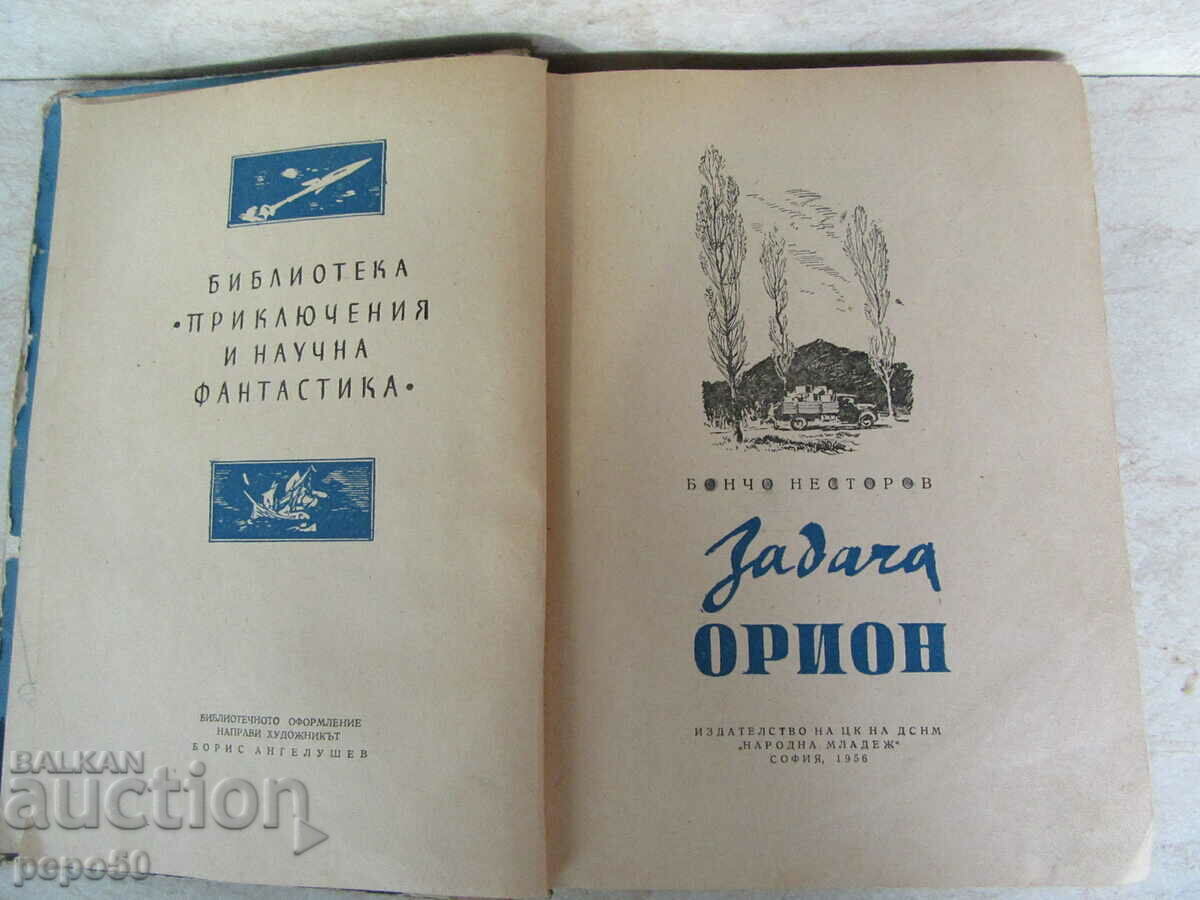 БИБЛИОТЕКА
•ПРИКЛЮЧЕНИЯ
И НАУЧНА
ФАНТАСТИКА•
БИБЛИОТЕЧНОТО ОФОРМЛЕНИЕ
НАПРАВИ ХУДОЖНИКЪТ
БОРИС АНГЕЛУШЕВ
БОНЧО НЕСТОРОВ
Задача
ОРИОН
ИЗДАТЕЛСТВО НА ЦК НА ДСНМ
„НАРОДНА МЛАДЕЖ“
СОФИЯ, 1956
BALKAN
auction
pepo50